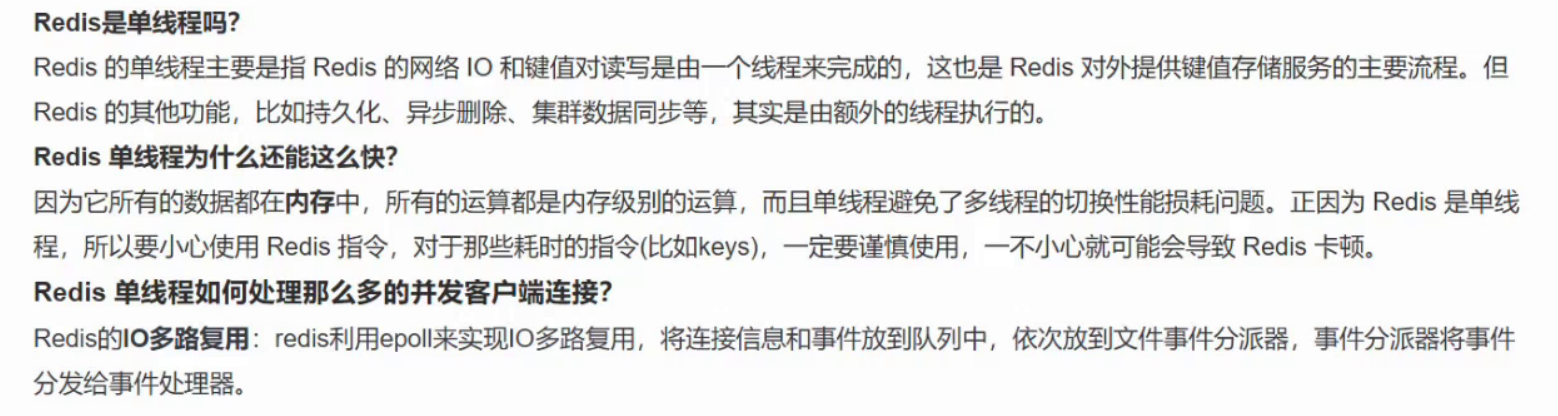 Redis是单线程吗?
Redis 的单线程主要是指 Redis 的网络 IO 和键值对读写是由一个线程来完成的，这也是 Redis 对外提供键值存储服务的主要流程。但
Redis 的其他功能，比如持久化、异步删除、集群数据同步等，其实是由额外的线程执行的。
Redis 单线程为什么还能这么快?
因为它所有的数据都在内存中，所有的运算都是内存级别的运算，而且单线程避免了多线程的切换性能损耗问题。正因为 Redis 是单线
程，所以要小心使用 Redis 指令，对于那些耗时的指令(比如keys)，一定要谨慎使用，一不小心就可能会导致 Redis 卡顿。
Redis 单线程如何处理那么多的并发客户端连接?
Redis的IO多路复用：redis利用epoll来实现IO多路复用，将连接信息和事件放到队列中，依次放到文件事件分派器，事件分派器将事件
分发给事件处理器。